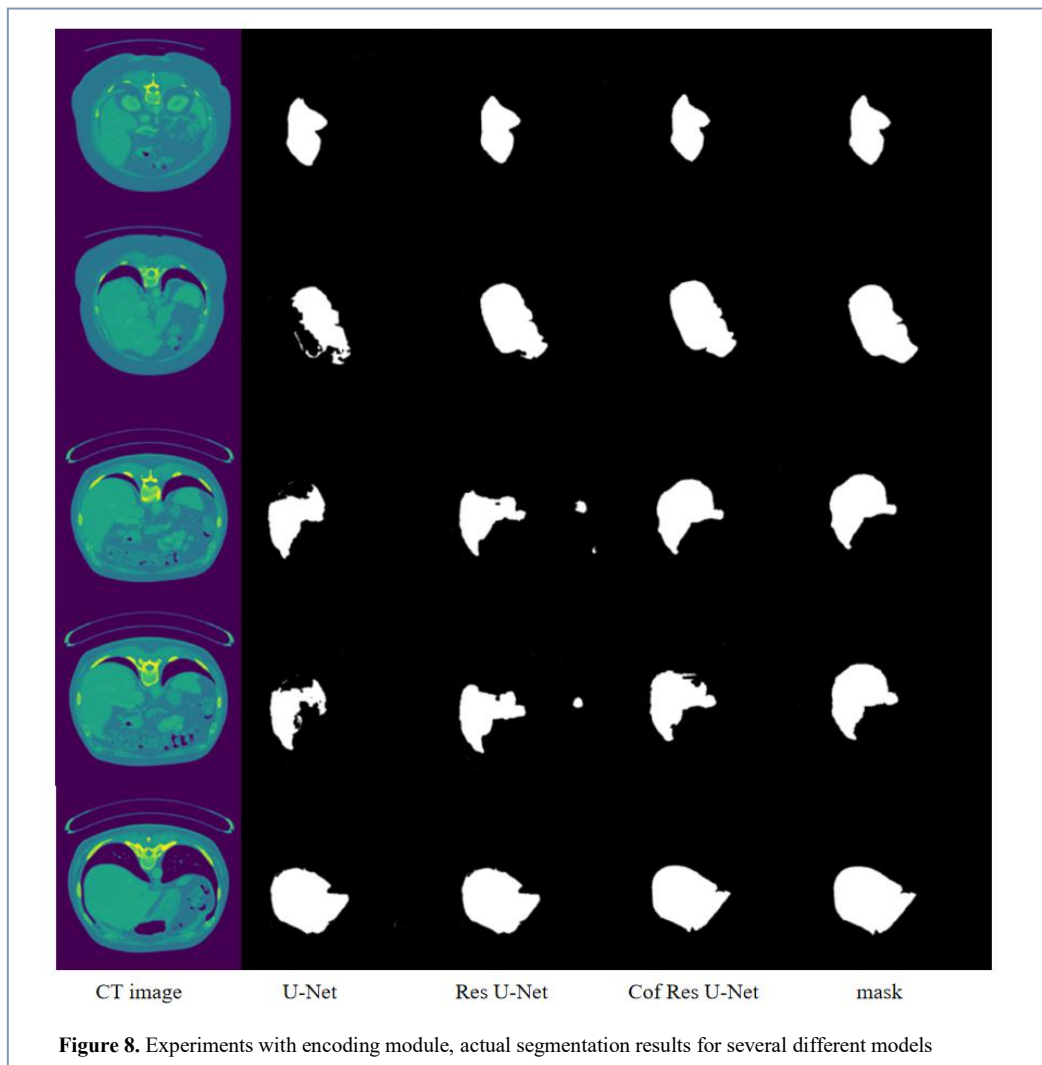 CT image U-Net Res U-Net Cof Res U-Net mask
Figure 8. Experiments with encoding module, actual segmentation results for several different models